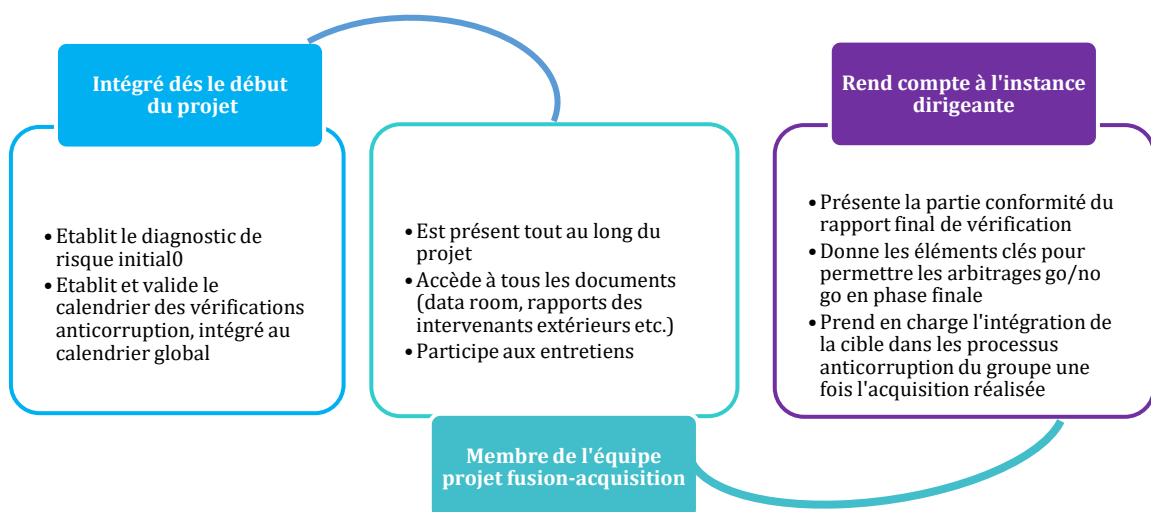 Intégré dés le début
du projet
•Etablit le diagnostic de
risque initial0
•Etablit et valide le
calendrier des vérifications
anticorruption, intégré au
calendrier global
•Est présent tout au long du
projet
•Accède à tous les documents
(data room, rapports des
intervenants extérieurs etc.)
•Participe aux entretiens
Membre de l'équipe
projet fusion-acquisition
Rend compte à l'instance
dirigeante
•Présente la partie conformité du
rapport final de vérification
•Donne les éléments clés pour
permettre les arbitrages go/no
go en phase finale
•Prend en charge l'intégration de
la cible dans les processus
anticorruption du groupe une
fois l'acquisition réalisée